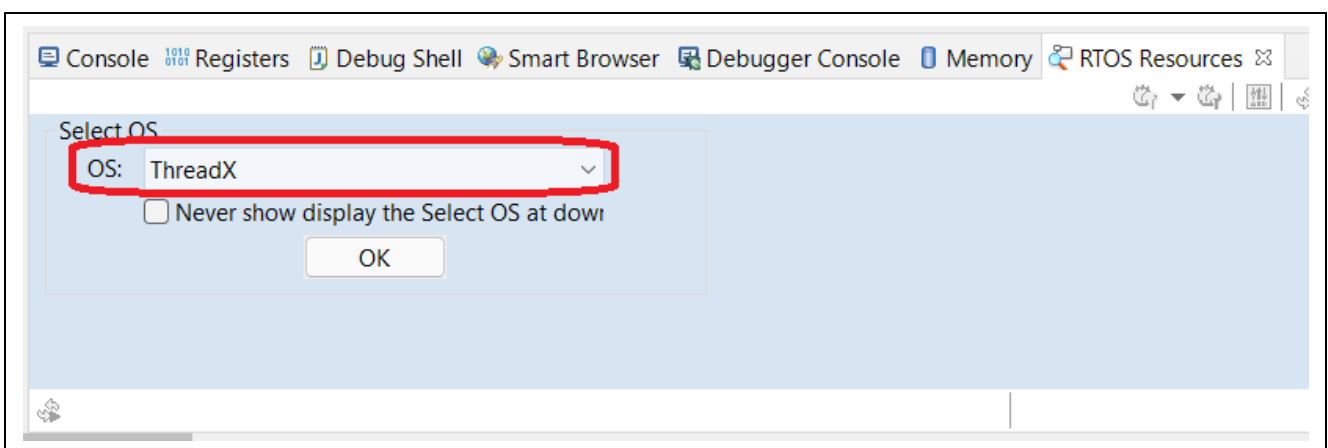 Console Registers Debug Shell Smart Browser Debugger Console Memory RTOS Resources
Select OS
OS: ThreadX
Never show display the Select OS at down
OK